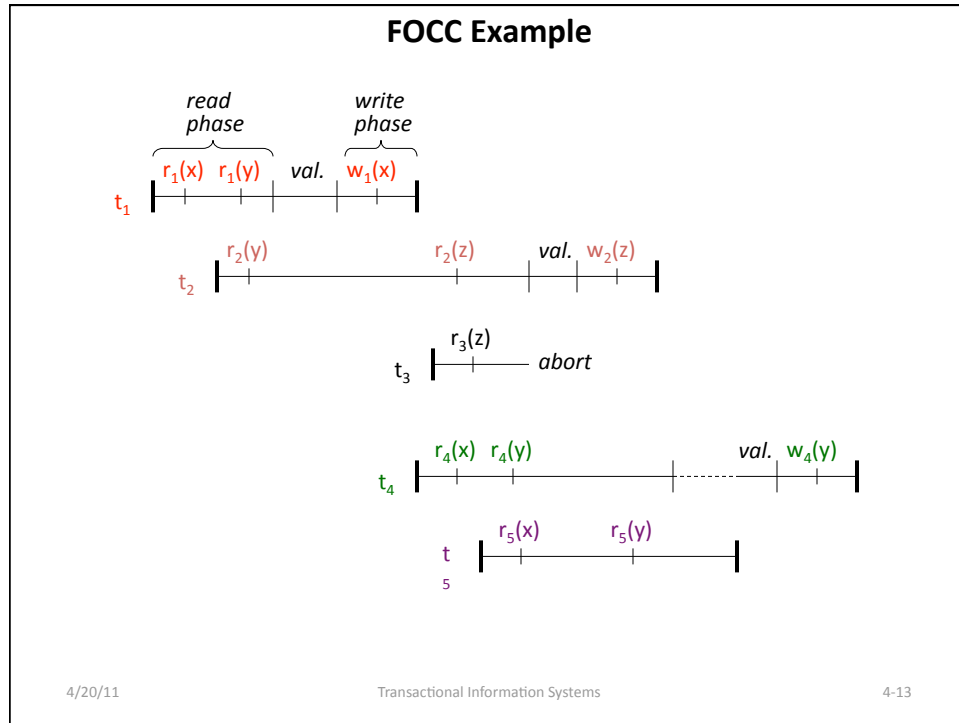 FOCC Example
read phase
write phase
r1(x) r1(y) val. w1(x)
t1
r2(y) r2(z) val. w2(z)
t2
r3(z)
t3 abort
r4(x) r4(y) val. w4(y)
t4
r5(x) r5(y)
t
5
4/20/11 Transactional Information Systems 4-13